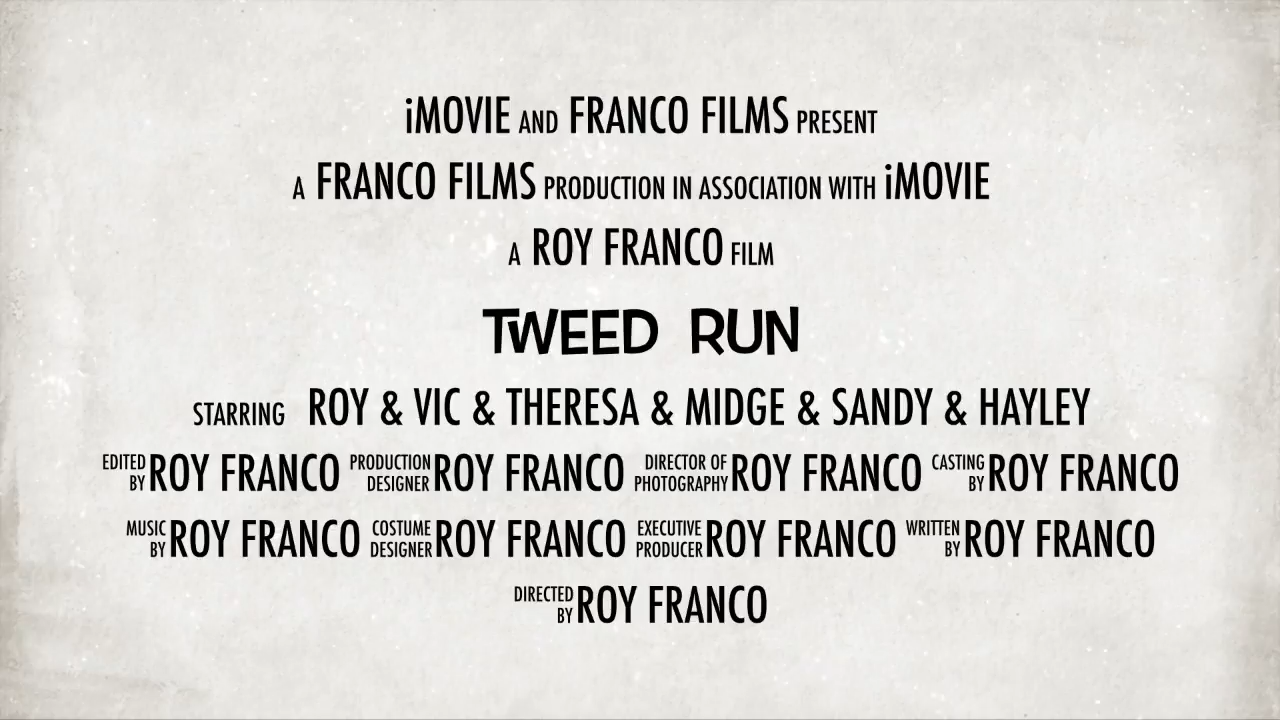 iMOVIE AND FRANCO FILMS PRESENT
A FRANCO FILMS PRODUCTION IN ASSOCIATION WITH iMOVIE
A ROY FRANCO FILM
TWEED RUN
STARRING ROY & VIC & THERESA & MIDGE & SANDY & HAYLEY
EDITED BY ROY FRANCO PRODUCTION DESIGNER ROY FRANCO DIRECTOR OF PHOTOGRAPHY ROY FRANCO CASTING BY ROY FRANCO
MUSIC BY ROY FRANCO COSTUME DESIGNER ROY FRANCO EXECUTIVE PRODUCER ROY FRANCO WRITTEN BY ROY FRANCO
DIRECTED BY ROY FRANCO